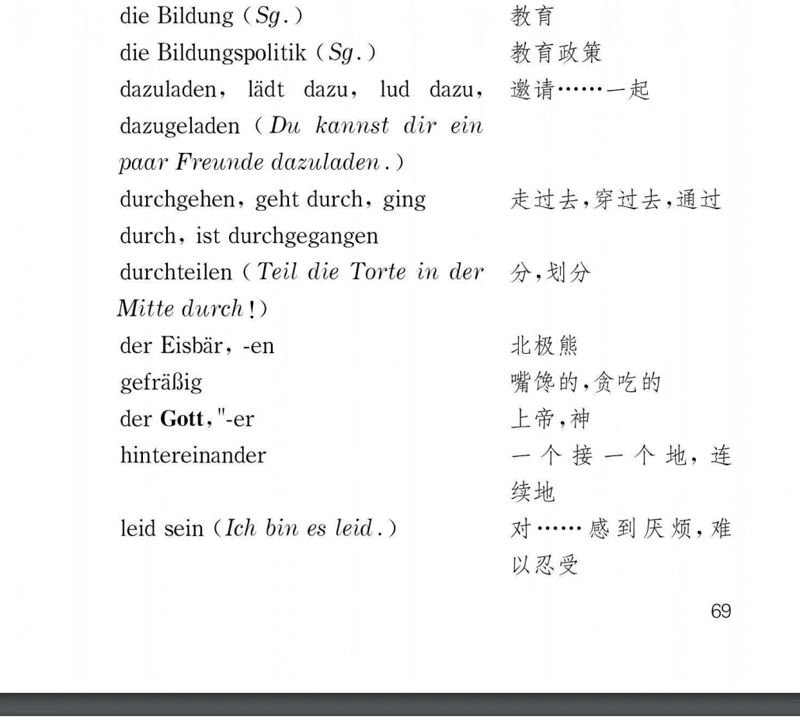 die Bildung (Sg.) 教育
die Bildungspolitik (Sg.) 教育政策
dazuladen, lädt dazu, lud dazu, 邀请……一起
dazugeladen (Du kannst dir ein
paar Freunde dazuladen.)
durchgehen, geht durch, ging 走过去,穿过去,通过
durch, ist durchgegangen
durchteilen (Teil die Torte in der 分,划分
Mitte durch!)
der Eisbär, -en 北极熊
gefräßig 嘴馋的,贪吃的
der Gott, "-er 上帝,神
hintereinander 一个接一个地,连
续地
leid sein (Ich bin es leid.) 对……感到厌烦,难
以忍受
69